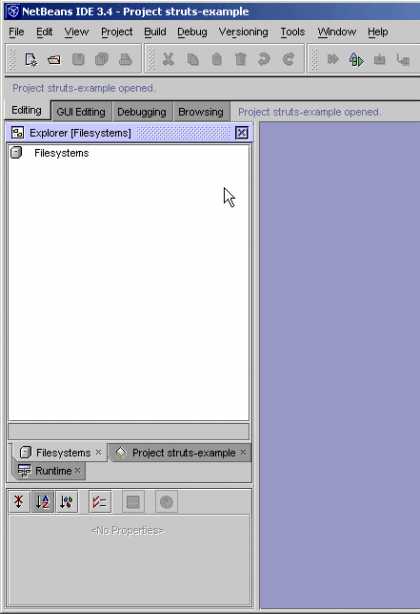 NetBeans IDE 3.4 - Project struts-example
File Edit View Project Build Debug Versioning Tools Window Help
Project struts-example opened.
Editing GUI Editing Debugging Browsing Project struts-example opened.
Explorer [Filesystems]
Filesystems
Filesystems × Project struts-example ×
Runtime ×
<No Properties>